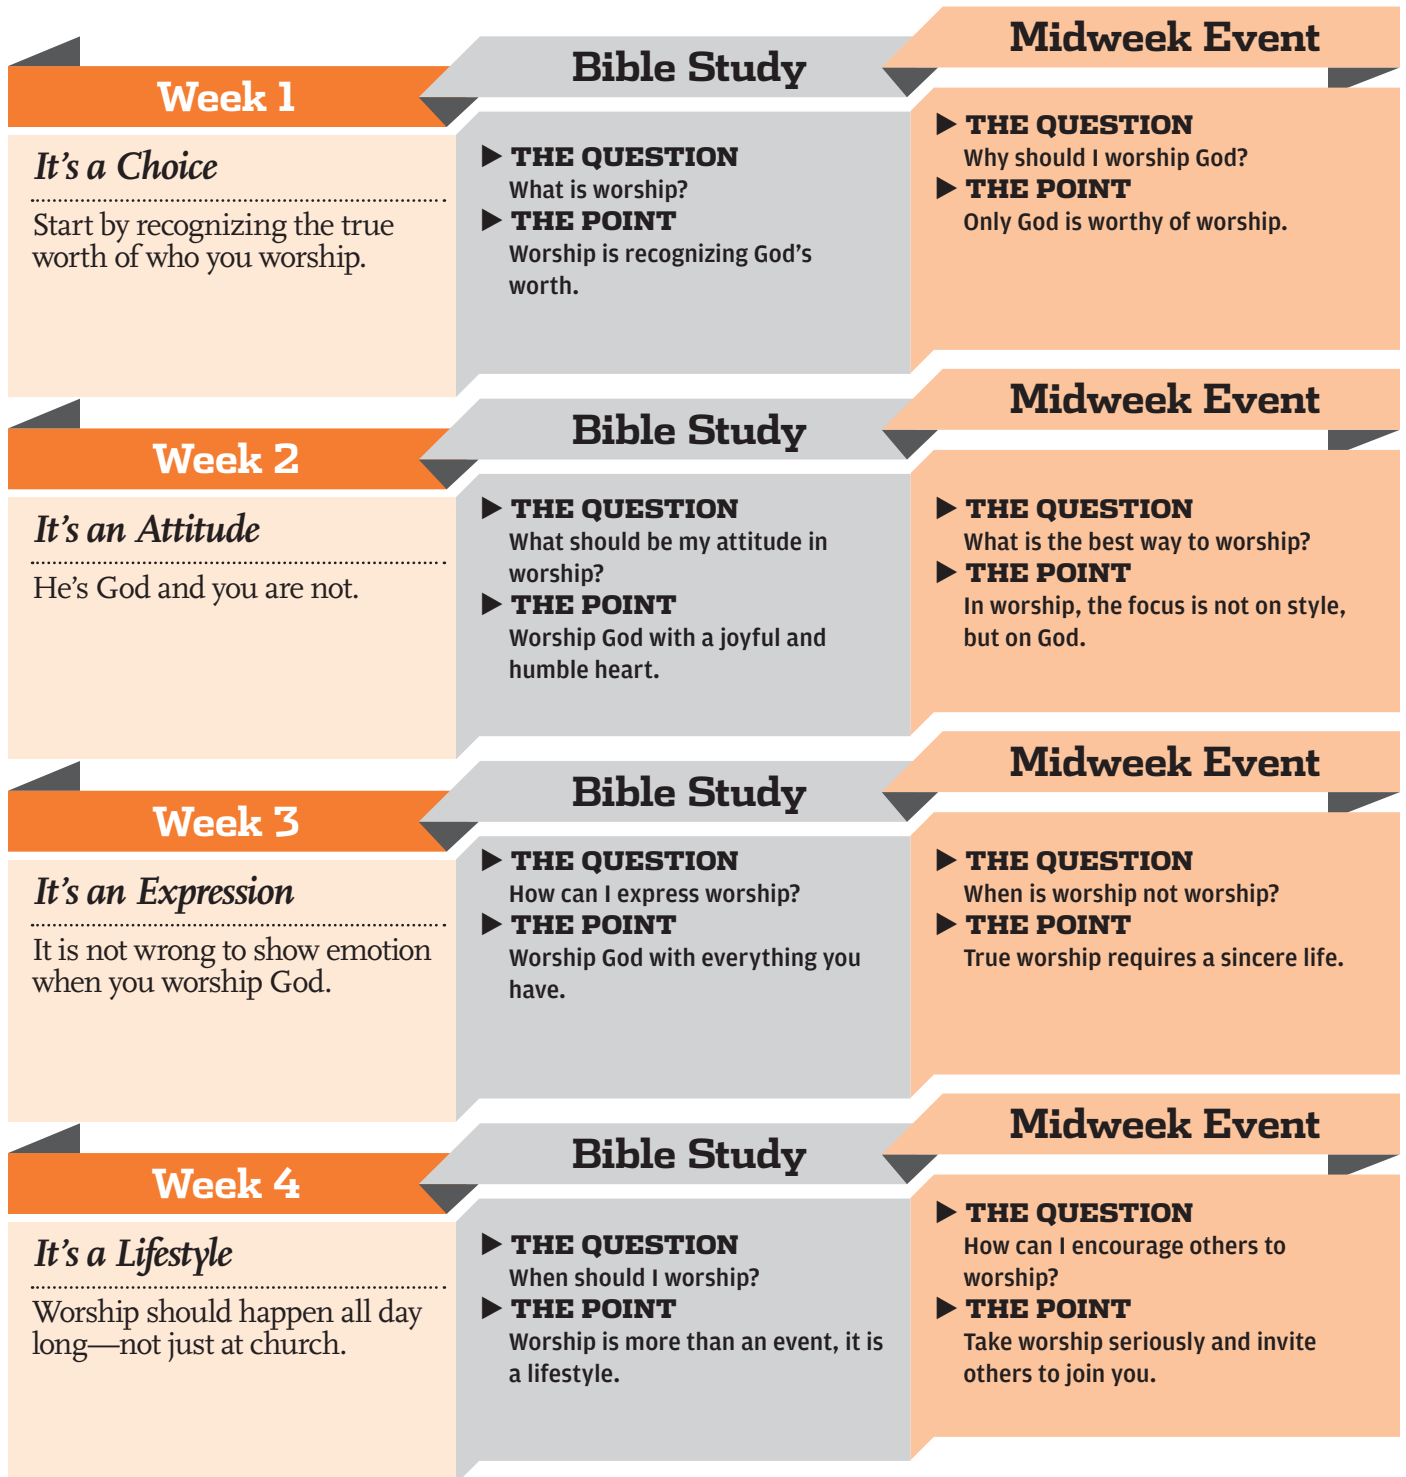 Week 1
It's a Choice
Start by recognizing the true
worth of who you worship.
Bible Study
▶ THE QUESTION
What is worship?
▶ THE POINT
Worship is recognizing God's
worth.
Midweek Event
▶ THE QUESTION
Why should I worship God?
▶ THE POINT
Only God is worthy of worship.
Week 2
It's an Attitude
He's God and you are not.
Bible Study
▶ THE QUESTION
What should be my attitude in
worship?
▶ THE POINT
Worship God with a joyful and
humble heart.
Midweek Event
▶ THE QUESTION
What is the best way to worship?
▶ THE POINT
In worship, the focus is not on style,
but on God.
Week 3
It's an Expression
It is not wrong to show emotion
when you worship God.
Bible Study
▶ THE QUESTION
How can I express worship?
▶ THE POINT
Worship God with everything you
have.
Midweek Event
▶ THE QUESTION
When is worship not worship?
▶ THE POINT
True worship requires a sincere life.
Week 4
It's a Lifestyle
Worship should happen all day
long—not just at church.
Bible Study
▶ THE QUESTION
When should I worship?
▶ THE POINT
Worship is more than an event, it is
a lifestyle.
Midweek Event
▶ THE QUESTION
How can I encourage others to
worship?
▶ THE POINT
Take worship seriously and invite
others to join you.